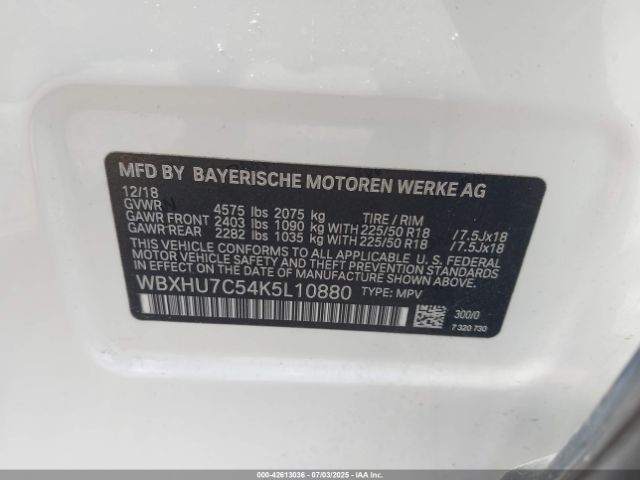 MFD BY BAYERISCHE MOTOREN WERKE AG
12/18
GVWR 4575 lbs 2075 kg TIRE / RIM
GAWR FRONT 2403 lbs 1090 kg WITH 225/50 R18 /7.5Jx18
GAWR REAR 2282 lbs 1035 kg WITH 225/50 R18 /7.5Jx18
THIS VEHICLE CONFORMS TO ALL APPLICABLE U. S. FEDERAL
MOTOR VEHICLE SAFETY, BUMPER, AND THEFT PREVENTION
STANDARDS IN EFFECT ON THE DATE OF MANUFACTURE SHOWN ABOVE.
WBXHU7C54K5L10880 TYPE: MPV
300/0
7 320 730
000-42613036 - 07/03/2025 - IAAI.com